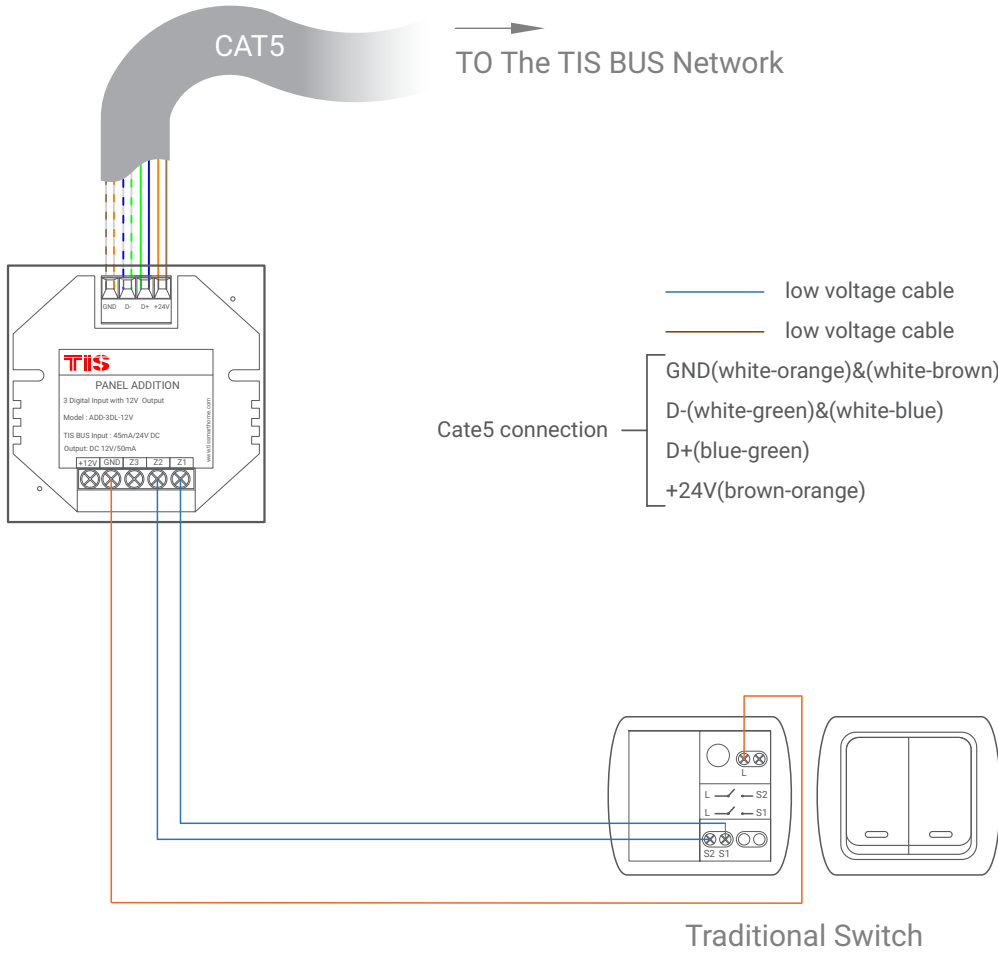 CAT5
TO The TIS BUS Network
GND D- D+ +24V
TIS
PANEL ADDITION
3 Digital Input with 12V Output
Model : ADD-3DL-12V
TIS BUS Input : 45mA/24V DC
Output: DC 12V/50mA
www.tissmarthome.com
+12V GND Z3 Z2 Z1
low voltage cable
low voltage cable
Cate5 connection
GND(white-orange)&(white-brown)
D-(white-green)&(white-blue)
D+(blue-green)
+24V(brown-orange)
L
L S2
L S1
S2 S1
Traditional Switch